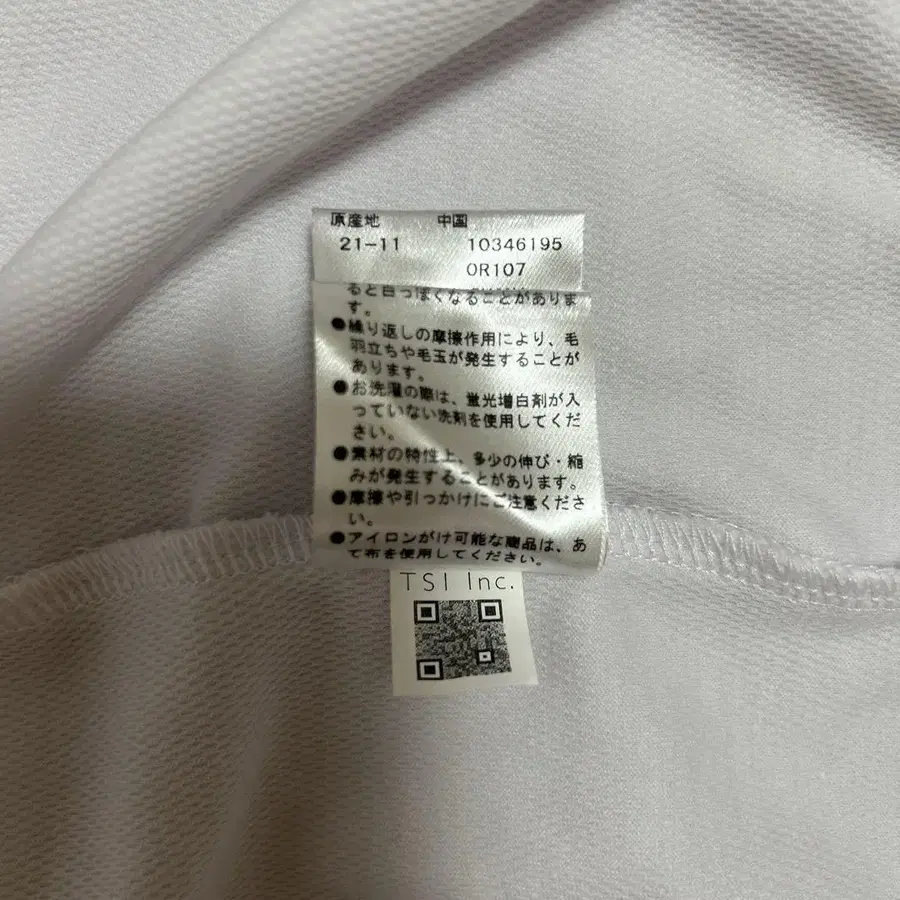 原産地 中国
21-11 10346195
0R107
ると白っぽくなることがありま
す。
●繰り返しの摩擦作用により、毛
羽立ちや毛玉が発生することが
あります。
●お洗濯の際は、蛍光増白剤が入
っていない洗剤を使用してくだ
さい。
●素材の特性上、多少の伸び・縮
みが発生することがあります。
●摩擦や引っかけにご注意くださ
い。
●アイロンがけ可能な商品は、あ
て布を使用してください。
TSI Inc.